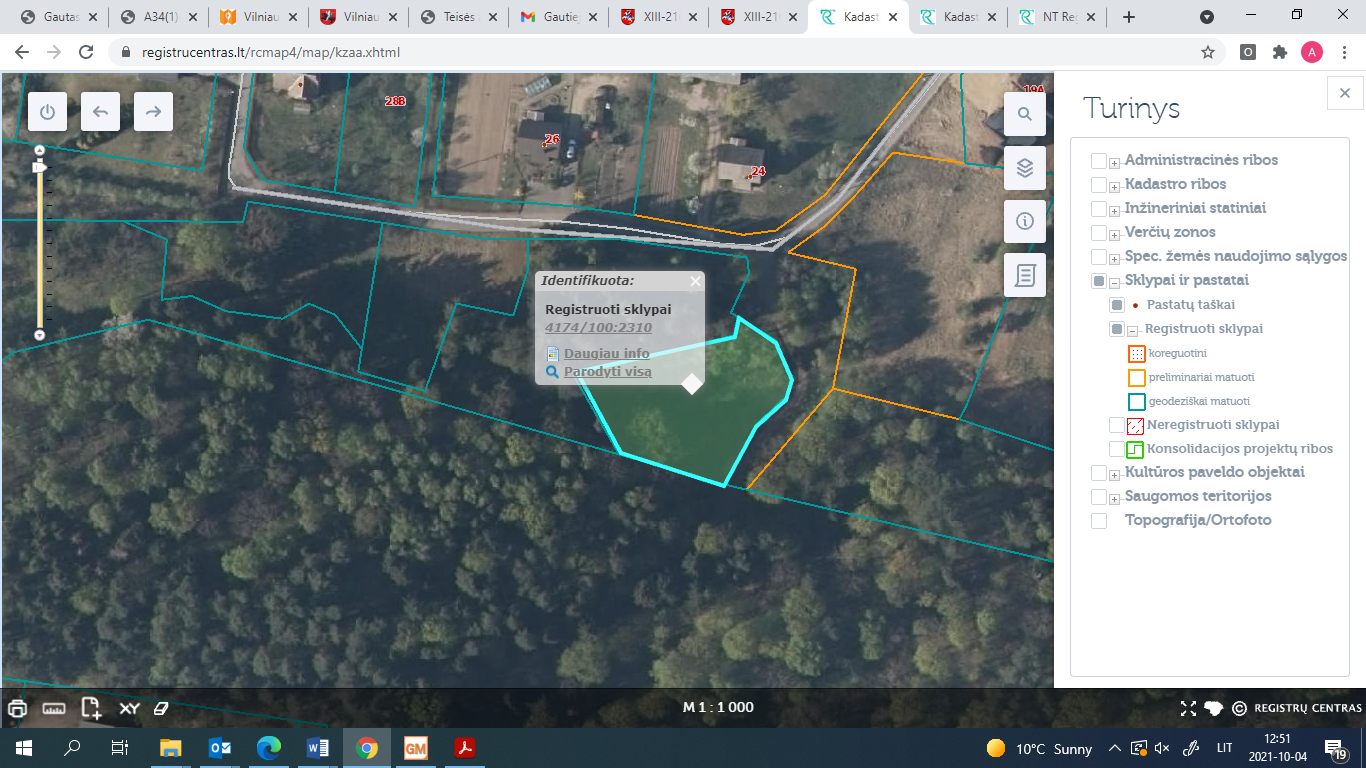 Gautas
A34(1)
Vilniau
Vilniau
Teisės
Gautiej
XIII-21
XIII-21
Kadast
Kadast
NT Reg
registrucentras.lt/rcmap4/map/kzaa.xhtml
A
28B
26
24
19A
Identifikuota:
Registruoti sklypai
4174/100:2310
Daugiau info
Parodyti visą
Turinys
Administracinės ribos
Kadastro ribos
Inžineriniai statiniai
Verčių zonos
Spec. žemės naudojimo sąlygos
Sklypai ir pastatai
Pastatų taškai
Registruoti sklypai
koreguotini
preliminariai matuoti
geodeziškai matuoti
Neregistruoti sklypai
Konsolidacijos projektų ribos
Kultūros paveldo objektai
Saugomos teritorijos
Topografija/Ortofoto
XY
M 1 : 1 000
© REGISTRŲ CENTRAS
GM
10°C Sunny
LIT
12:51
2021-10-04
19